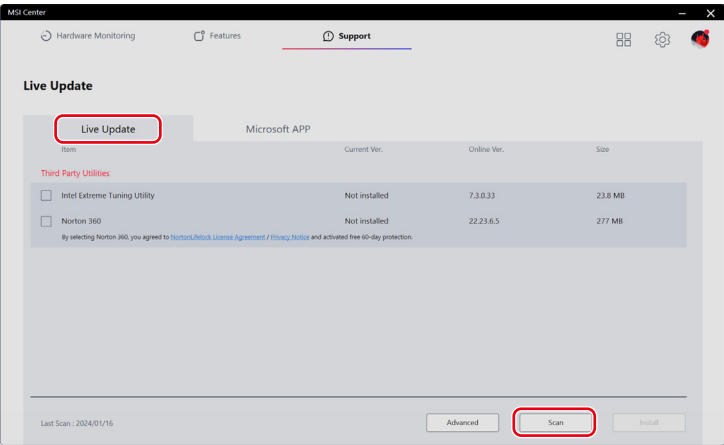 MSI Center
Hardware Monitoring Features Support
Live Update
Live Update Microsoft APP
Item Current Ver. Online Ver. Size
Third Party Utilities
Intel Extreme Tuning Utility Not installed 7.3.0.33 23.8 MB
Norton 360 Not installed 22.23.6.5 277 MB
By selecting Norton 360, you agreed to NortonLifelock License Agreement / Privacy Notice and activated free 60-day protection.
Last Scan : 2024/01/16 Advanced Scan Install